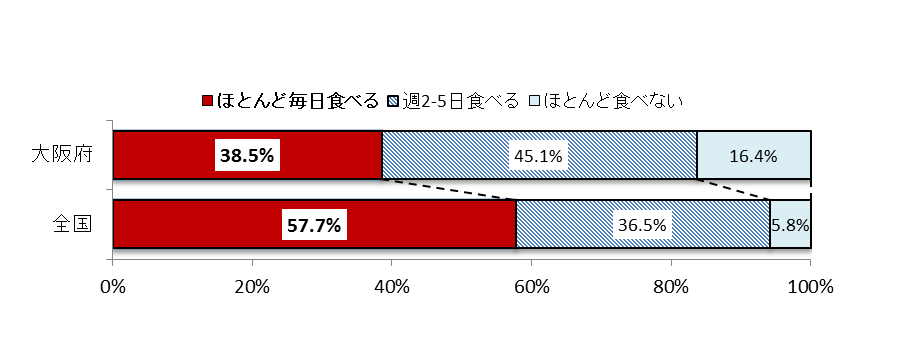 ほとんど毎日食べる 週2-5日食べる ほとんど食べない
大阪府 38.5% 45.1% 16.4%
全国 57.7% 36.5% 5.8%
0% 20% 40% 60% 80% 100%